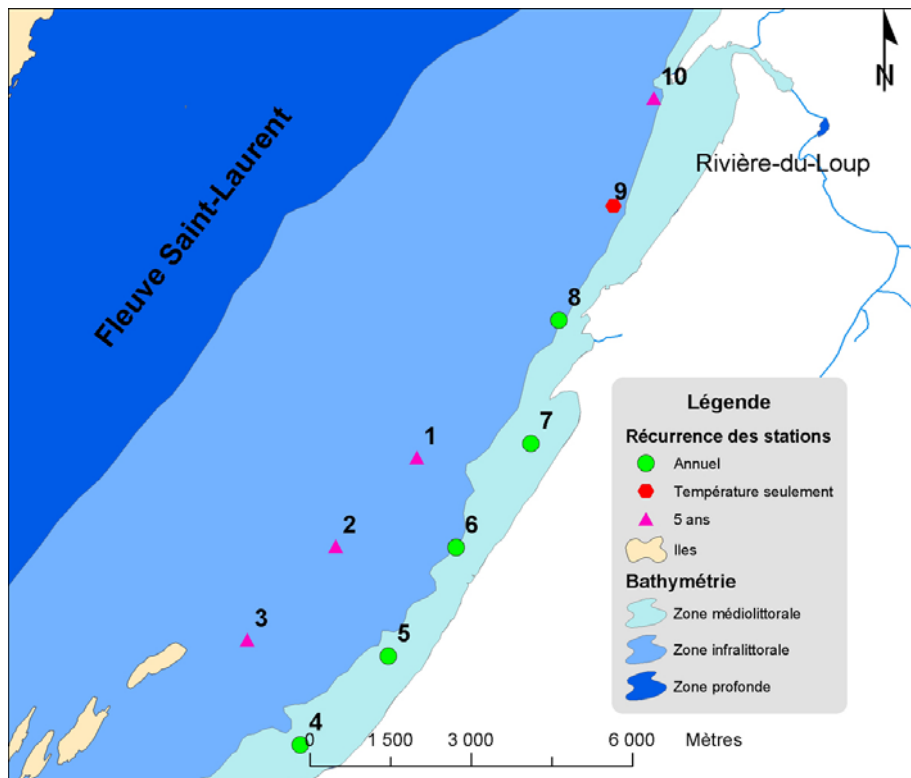 10
N
Rivière-du-Loup
9
Fleuve Saint-Laurent
8
7
1
6
2
5
3
4
Légende
Récurrence des stations
Annuel
Température seulement
5 ans
Iles
Bathymétrie
Zone médiolittorale
Zone infralittorale
Zone profonde
0 1 500 3 000 6 000 Mètres